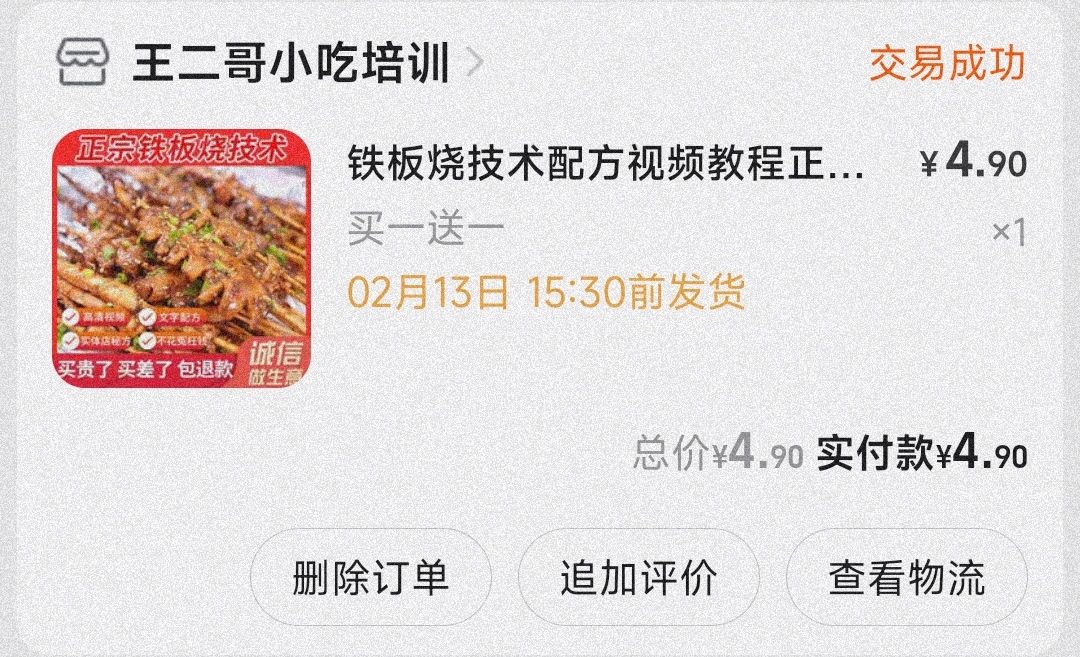 王二哥小吃培训
交易成功
正宗铁板烧技术
高清视频
文字配方
实体店秘方
不花冤枉钱
买贵了 买差了 包退款
诚信
做生意
铁板烧技术配方视频教程正...
¥4.90
买一送一
×1
02月13日 15:30前发货
总价¥4.90 实付款¥4.90
删除订单
追加评价
查看物流